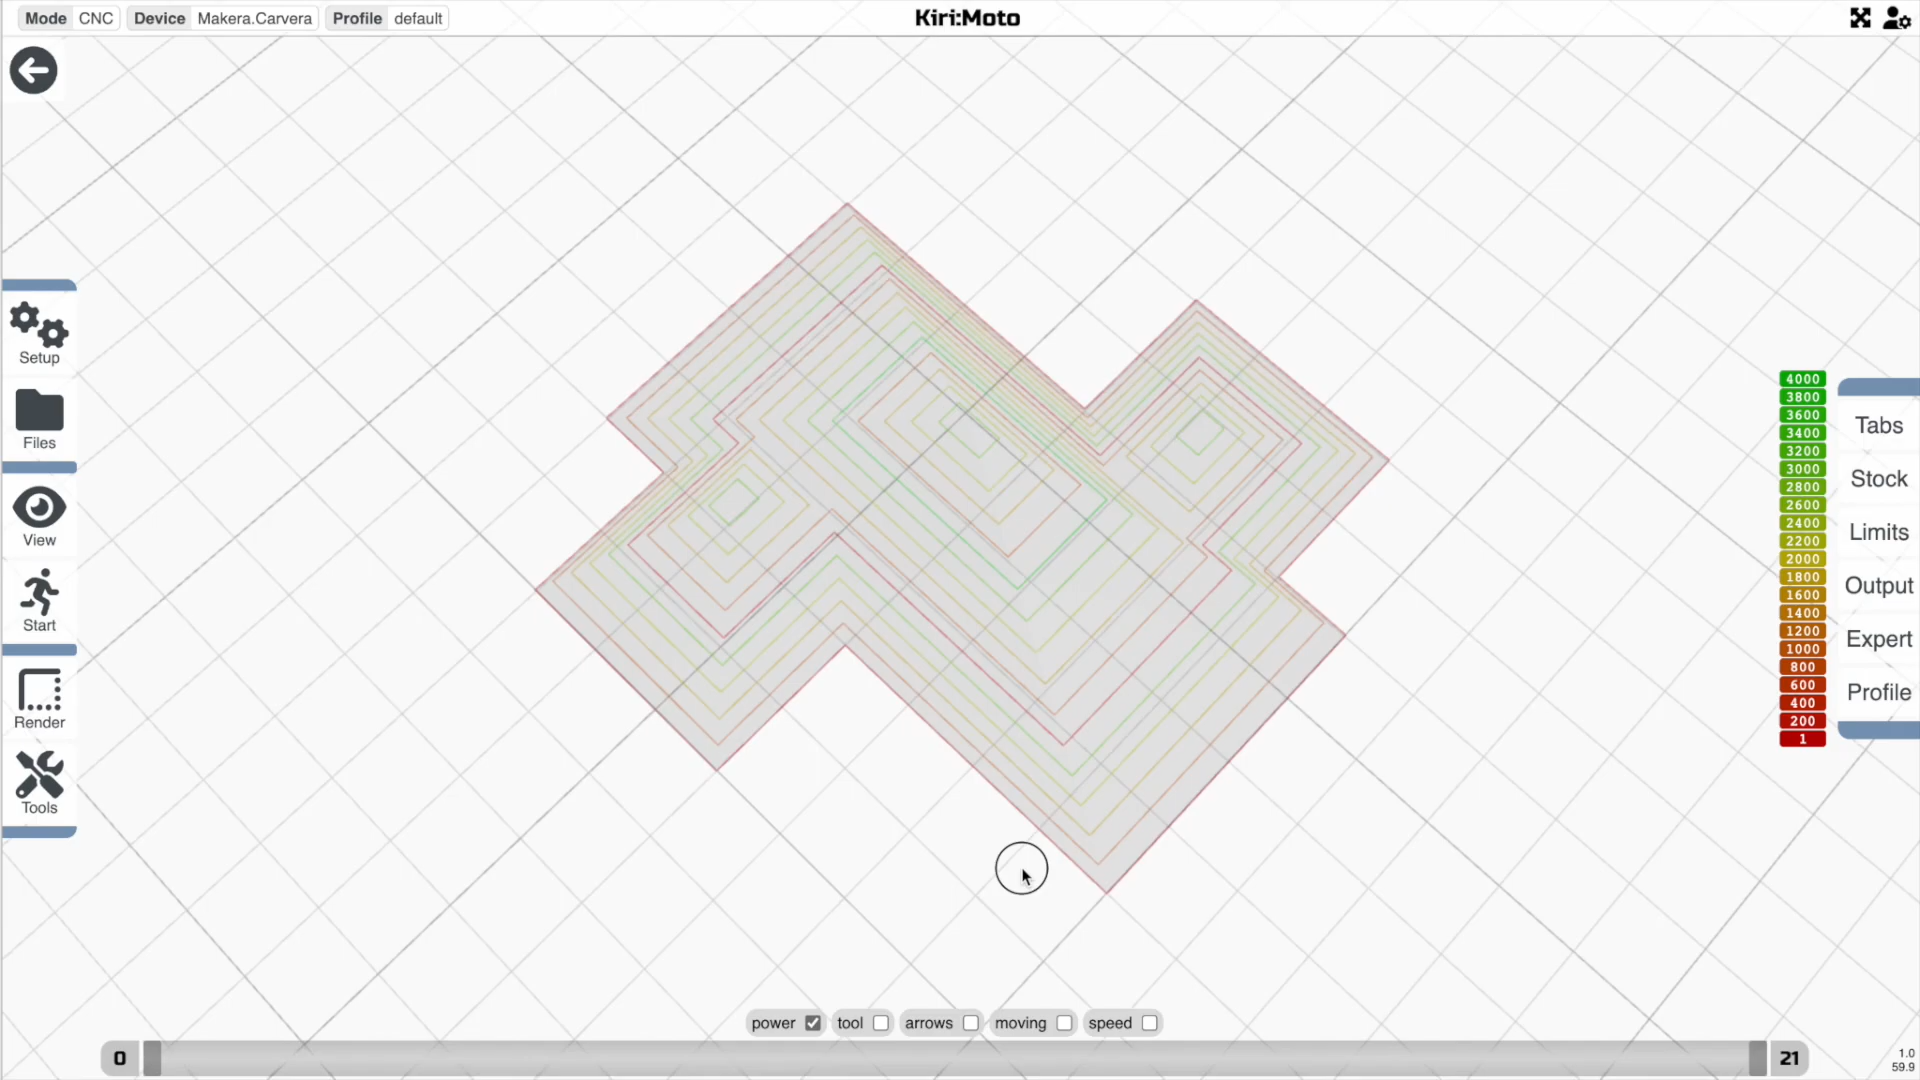 Mode CNC Device Makera.Carvera Profile default Kiri:Moto
Setup
Files
View
Start
Render
Tools
4000
3800
3600
3400
3200
3000
2800
2600
2400
2200
2000
1800
1600
1400
1200
1000
800
600
400
200
1
Tabs
Stock
Limits
Output
Expert
Profile
power tool arrows moving speed
0 21
1.0
59.9